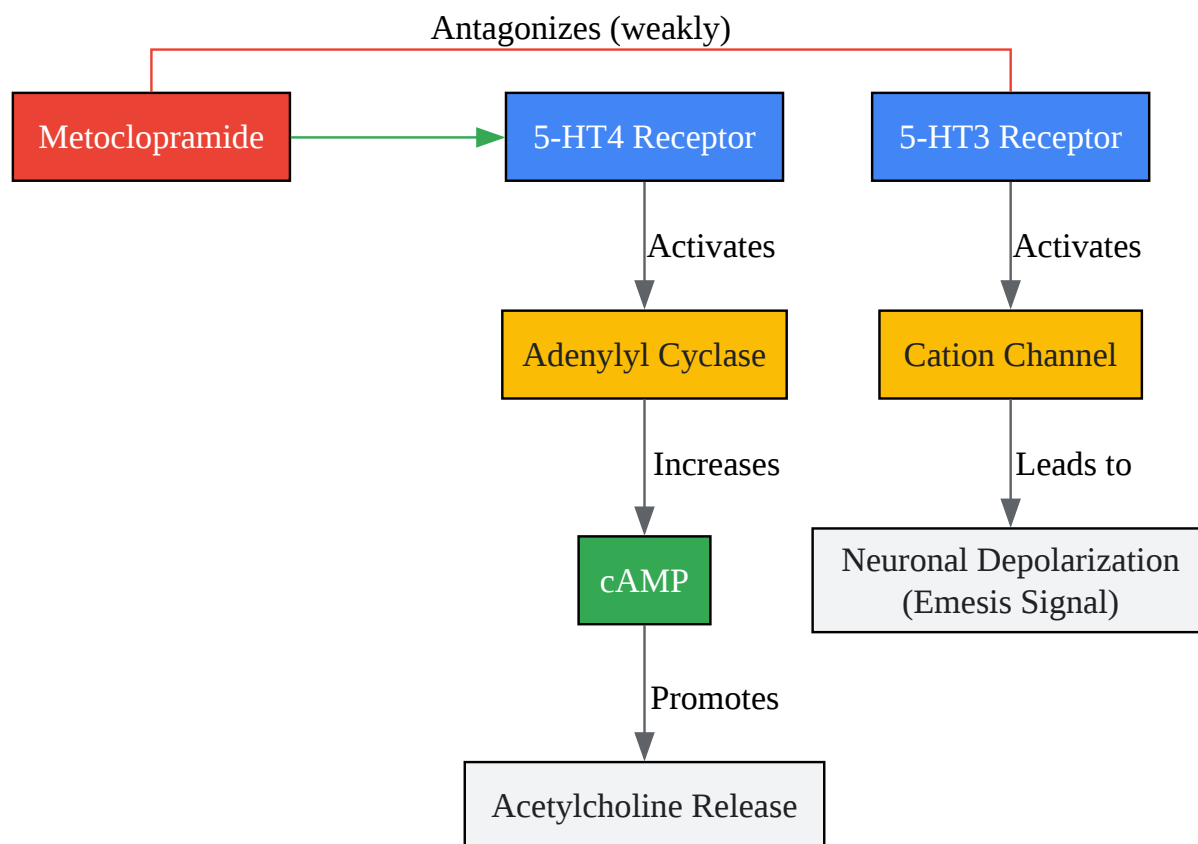 Antagonizes (weakly)
Metoclopramide
5-HT4 Receptor
5-HT3 Receptor
Activates
Activates
Adenylyl Cyclase
Cation Channel
Increases
Leads to
cAMP
Neuronal Depolarization
(Emesis Signal)
Promotes
Acetylcholine Release